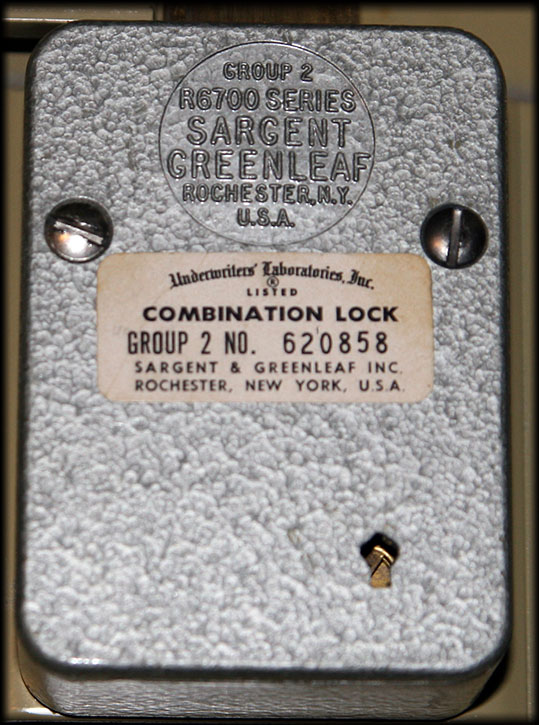 GROUP 2
R6700 SERIES
SARGENT
GREENLEAF
ROCHESTER, N.Y.
U.S.A.
Underwriters' Laboratories, Inc.
®
LISTED
COMBINATION LOCK
GROUP 2 NO. 620858
SARGENT & GREENLEAF INC.
ROCHESTER, NEW YORK, U.S.A.